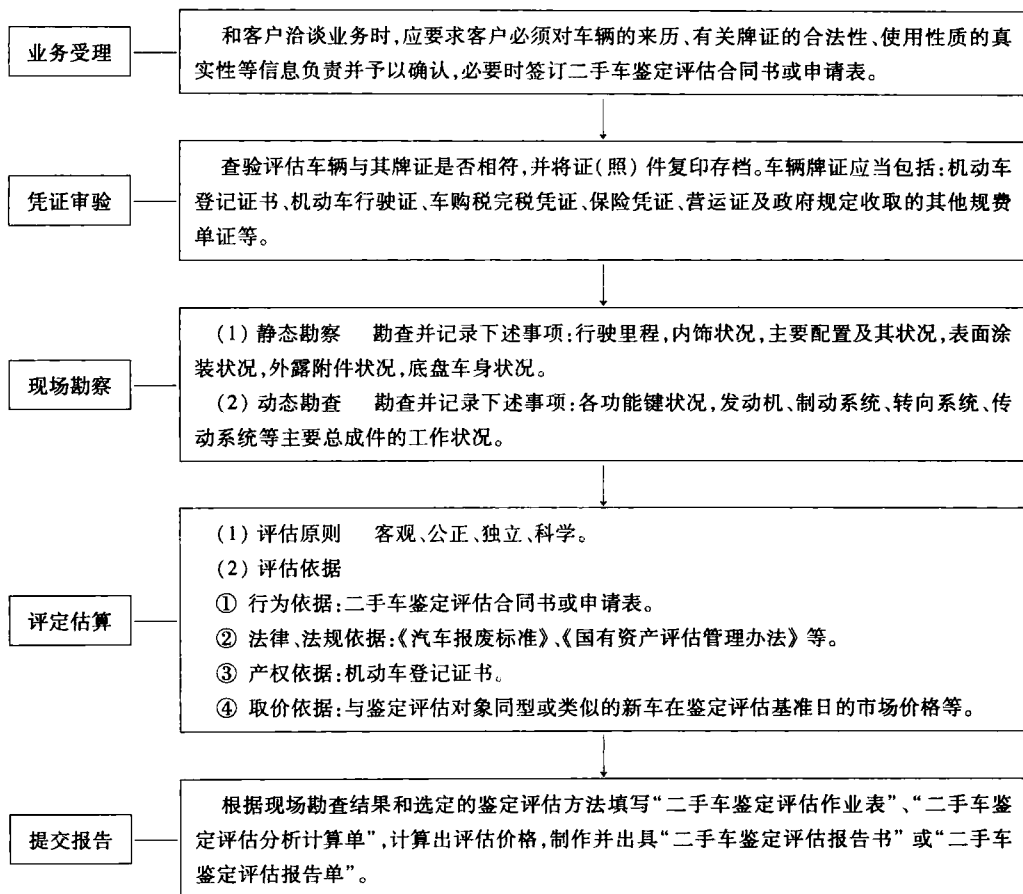 业务受理
和客户洽谈业务时,应要求客户必须对车辆的来历、有关牌证的合法性、使用性质的真
实性等信息负责并予以确认,必要时签订二手车鉴定评估合同书或申请表。
凭证审验
查验评估车辆与其牌证是否相符,并将证(照)件复印存档。车辆牌证应当包括:机动车
登记证书、机动车行驶证、车购税完税凭证、保险凭证、营运证及政府规定收取的其他规费
单证等。
现场勘察
(1) 静态勘察 勘查并记录下述事项:行驶里程,内饰状况,主要配置及其状况,表面涂
装状况,外露附件状况,底盘车身状况。
(2) 动态勘查 勘查并记录下述事项:各功能键状况,发动机、制动系统、转向系统、传
动系统等主要总成件的工作状况。
评定估算
(1) 评估原则 客观、公正、独立、科学。
(2) 评估依据
① 行为依据:二手车鉴定评估合同书或申请表。
② 法律、法规依据:《汽车报废标准》、《国有资产评估管理办法》等。
③ 产权依据:机动车登记证书。
④ 取价依据:与鉴定评估对象同型或类似的新车在鉴定评估基准日的市场价格等。
提交报告
根据现场勘查结果和选定的鉴定评估方法填写“二手车鉴定评估作业表”、“二手车鉴
定评估分析计算单”,计算出评估价格,制作并出具“二手车鉴定评估报告书”或“二手车
鉴定评估报告单”。